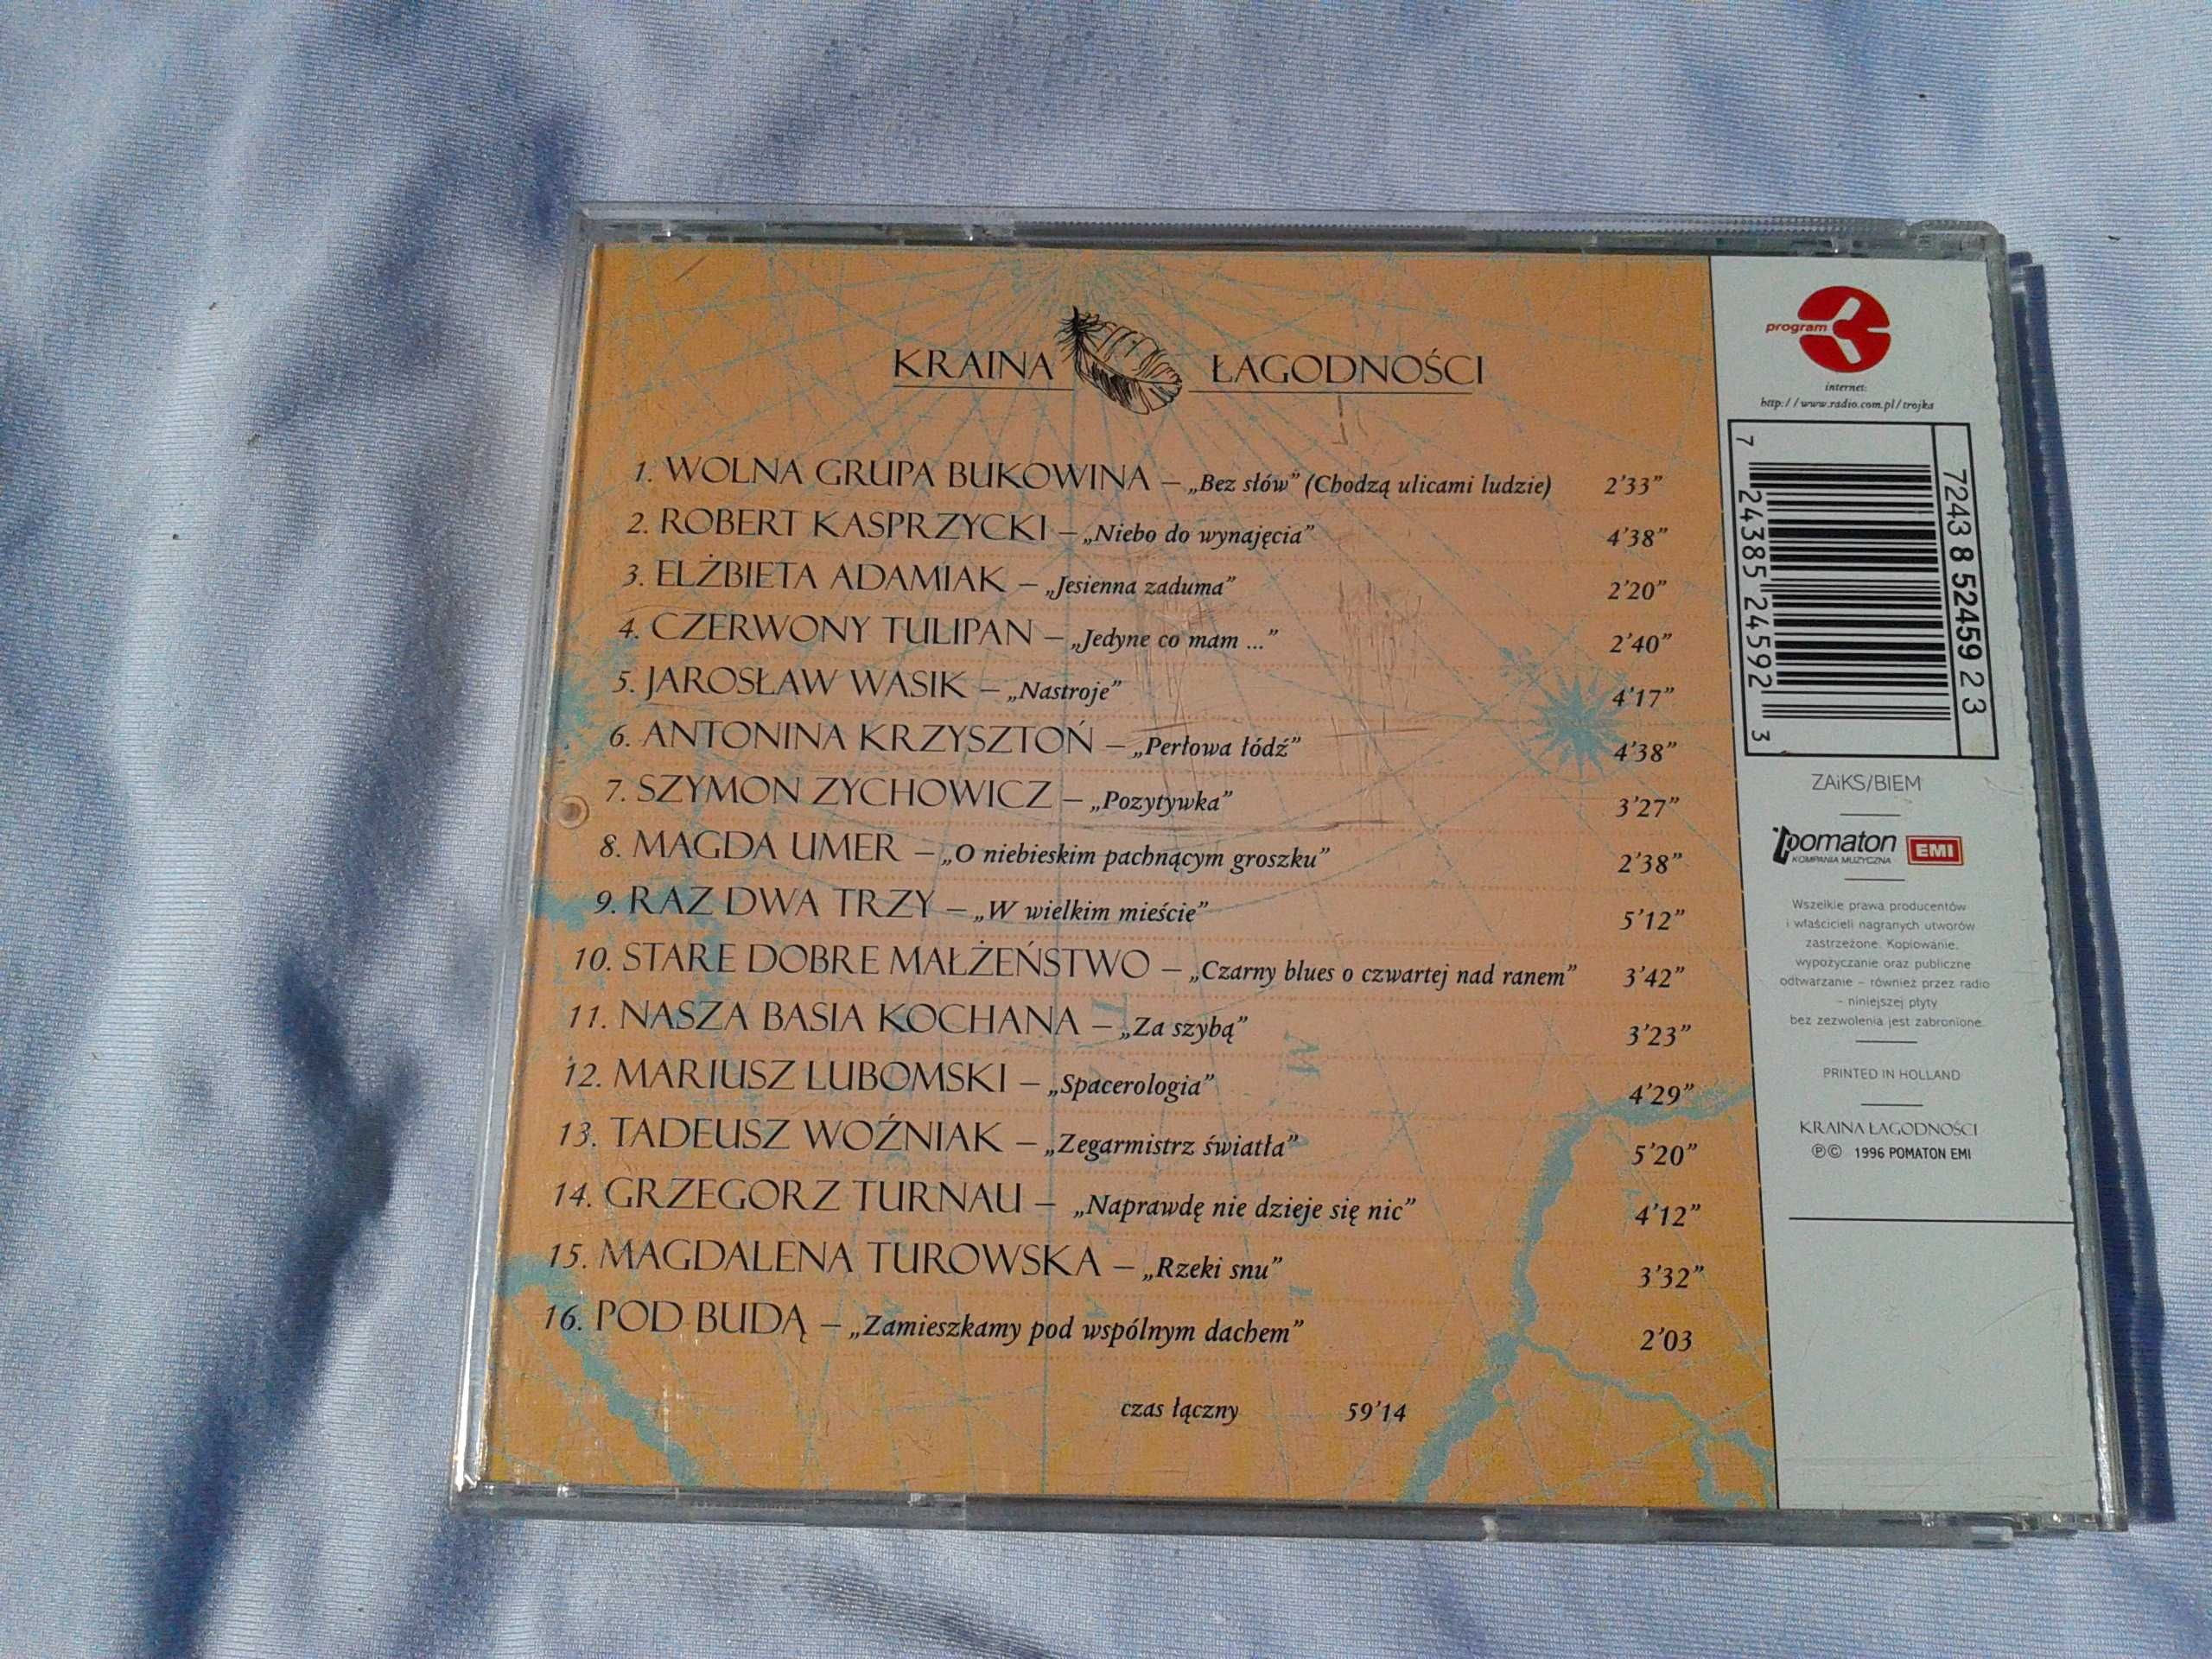 KRAINA ŁAGODNOŚCI
1. WOLNA GRUPA BUKOWINA – „Bez słów” (Chodzą ulicami ludzie) 2’33”
2. ROBERT KASPRZYCKI – „Niebo do wynajęcia” 4’38”
3. ELŻBIETA ADAMIAK – „Jesienna zaduma” 2’20”
4. CZERWONY TULIPAN – „Jedyne co mam ...” 2’40”
5. JAROSŁAW WASIK – „Nastroje” 4’17”
6. ANTONINA KRZYSZTOŃ – „Perłowa łódź” 4’38”
7. SZYMON ZYCHOWICZ – „Pozytywka” 3’27”
8. MAGDA UMER – „O niebieskim pachnącym groszku” 2’38”
9. RAZ DWA TRZY – „W wielkim mieście” 5’12”
10. STARE DOBRE MAŁŻEŃSTWO – „Czarny blues o czwartej nad ranem” 3’42”
11. NASZA BASIA KOCHANA – „Za szybą” 3’23”
12. MARIUSZ LUBOMSKI – „Spacerologia” 4’29”
13. TADEUSZ WOŹNIAK – „Zegarmistrz światła” 5’20”
14. GRZEGORZ TURNAU – „Naprawdę nie dzieje się nic” 4’12”
15. MAGDALENA TUROWSKA – „Rzeki snu” 3’32”
16. POD BUDĄ – „Zamieszkamy pod wspólnym dachem” 2’03
czas łączny 59’14
program
internet:
http://www.radio.com.pl/trojka
7243 8 52459 2 3
7 24385 24592 3
ZAiKS/BIEM
pomaton EMI
KOMPANIA MUZYCZNA
Wszelkie prawa producentów
i właścicieli nagranych utworów
zastrzeżone. Kopiowanie,
wypożyczanie oraz publiczne
odtwarzanie – również przez radio
– niniejszej płyty
bez zezwolenia jest zabronione.
PRINTED IN HOLLAND
KRAINA ŁAGODNOŚCI
℗© 1996 POMATON EMI